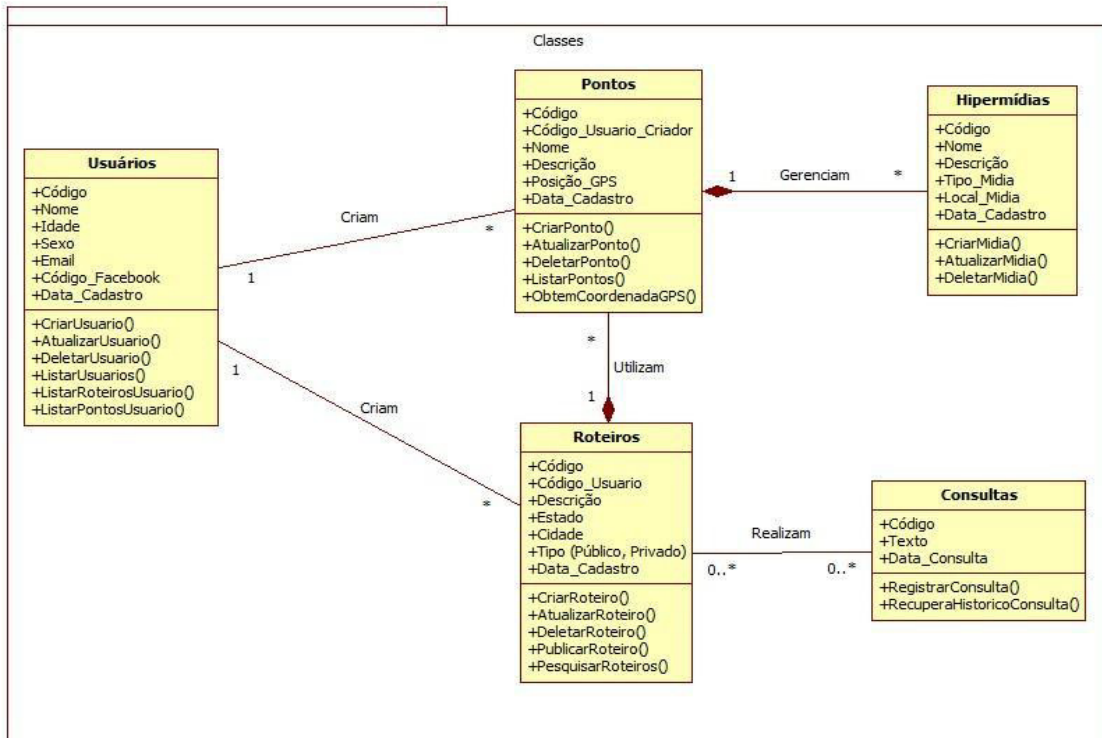 Classes
Usuários
+Código
+Nome
+Idade
+Sexo
+Email
+Código_Facebook
+Data_Cadastro
+CriarUsuario()
+AtualizarUsuario()
+DeletarUsuario()
+ListarUsuarios()
+ListarRoteirosUsuario()
+ListarPontosUsuario()
Criam
1
*
Pontos
+Código
+Código_Usuario_Criador
+Nome
+Descrição
+Posição_GPS
+Data_Cadastro
+CriarPonto()
+AtualizarPonto()
+DeletarPonto()
+ListarPontos()
+ObtemCoordenadaGPS()
1
Gerenciam
*
Hipermídias
+Código
+Nome
+Descrição
+Tipo_Midia
+Local_Midia
+Data_Cadastro
+CriarMidia()
+AtualizarMidia()
+DeletarMidia()
*
Utilizam
1
1
Criam
*
Roteiros
+Código
+Código_Usuario
+Descrição
+Estado
+Cidade
+Tipo (Público, Privado)
+Data_Cadastro
+CriarRoteiro()
+AtualizarRoteiro()
+DeletarRoteiro()
+PublicarRoteiro()
+PesquisarRoteiros()
Realizam
0..*
0..*
Consultas
+Código
+Texto
+Data_Consulta
+RegistrarConsulta()
+RecuperaHistoricoConsulta()